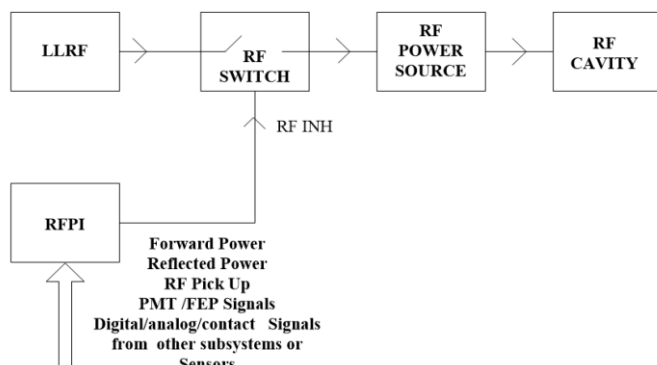 LLRF
RF
SWITCH
RF
POWER
SOURCE
RF
CAVITY
RF INH
RFPI
Forward Power
Reflected Power
RF Pick Up
PMT /FEP Signals
Digital/analog/contact Signals
from other subsystems or
Sensors